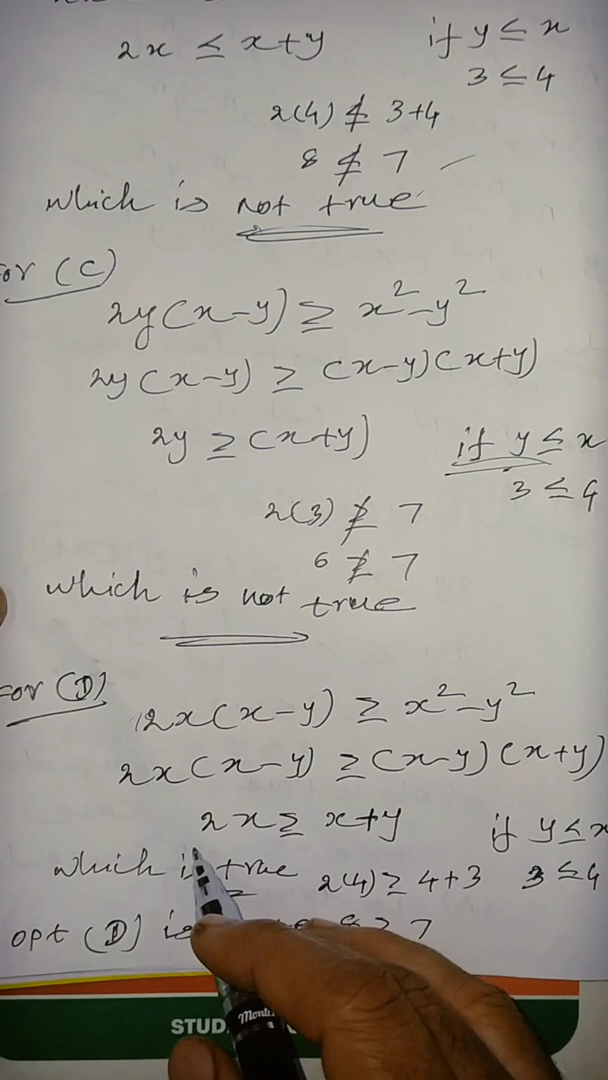 2x ≤ x+y if y ≤ x
3 ≤ 4
2(4) ≰ 3+4
8 ≰ 7
which is not true
For (C)
2y(x-y) ≥ x²-y²
2y(x-y) ≥ (x-y)(x+y)
2y ≥ (x+y) if y ≤ x
3 ≤ 4
2(3) ≱ 7
6 ≱ 7
which is not true
For (D)
2x(x-y) ≥ x²-y²
2x(x-y) ≥ (x-y)(x+y)
2x ≥ x+y if y ≤ x
which is true 2(4) ≥ 4+3 3 ≤ 4
opt (D) is 8 ≥ 7
STUD